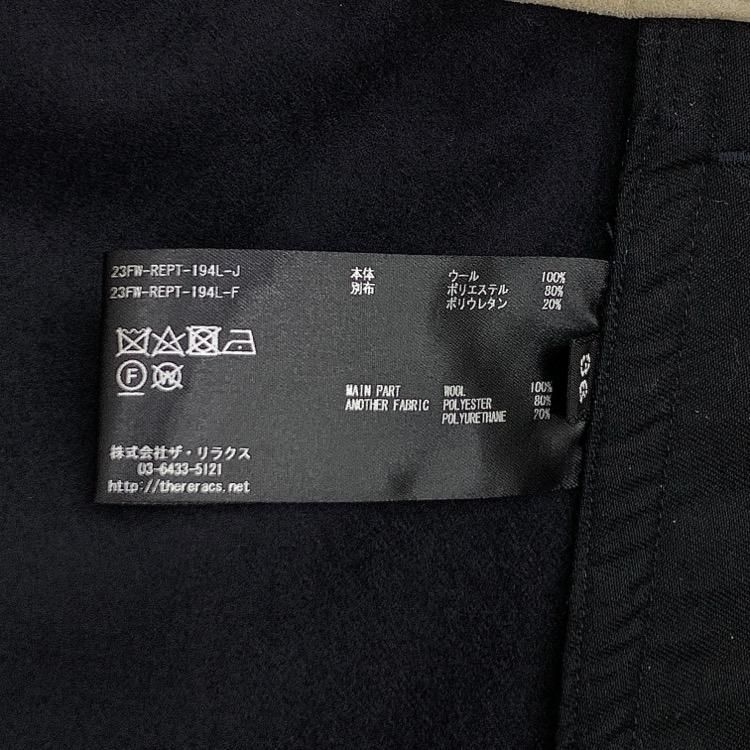 23FW-REPT-194L-J
23FW-REPT-194L-F
本体 ウール 100%
別布 ポリエステル 80%
ポリウレタン 20%
F
W
MAIN PART WOOL 100%
ANOTHER FABRIC POLYESTER 80%
POLYURETHANE 20%
株式会社ザ・リラクス
03-6433-5121
http://thereracs.net